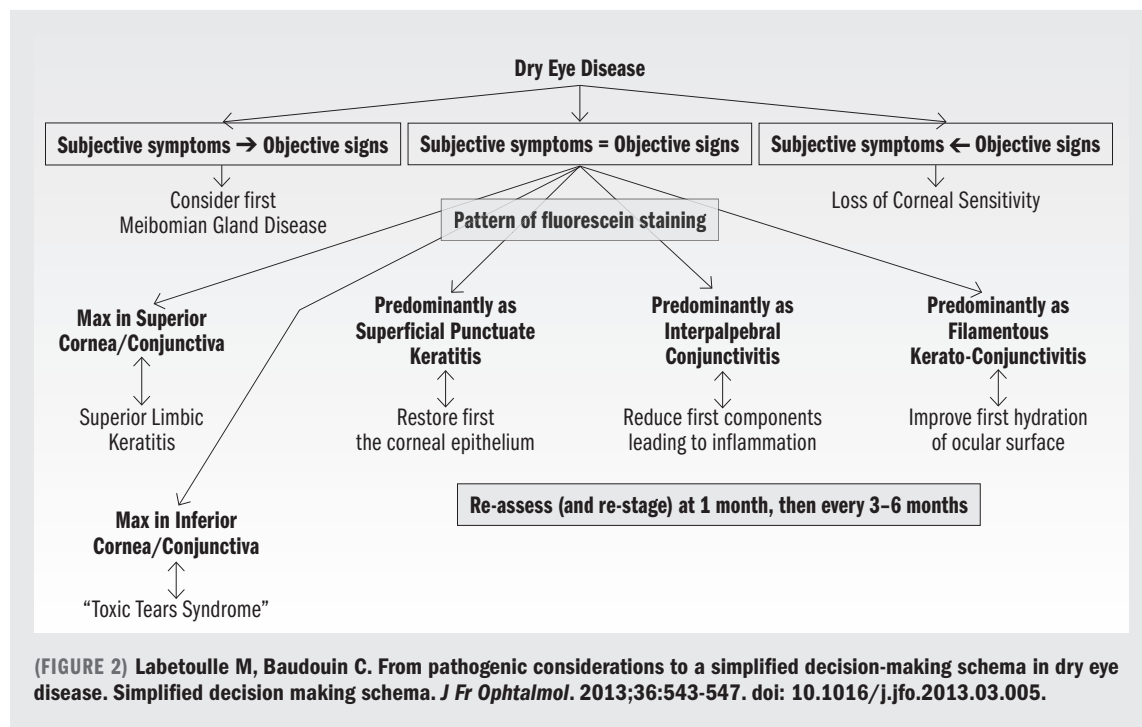 Dry Eye Disease
Subjective symptoms → Objective signs
Subjective symptoms = Objective signs
Subjective symptoms ← Objective signs
Consider first
Meibomian Gland Disease
Loss of Corneal Sensitivity
Pattern of fluorescein staining
Max in Superior
Cornea/Conjunctiva
Superior Limbic
Keratitis
Predominantly as
Superficial Punctuate
Keratitis
Restore first
the corneal epithelium
Predominantly as
Interpalpebral
Conjunctivitis
Reduce first components
leading to inflammation
Predominantly as
Filamentous
Kerato-Conjunctivitis
Improve first hydration
of ocular surface
Re-assess (and re-stage) at 1 month, then every 3–6 months
Max in Inferior
Cornea/Conjunctiva
“Toxic Tears Syndrome”
(FIGURE 2) Labetoulle M, Baudouin C. From pathogenic considerations to a simplified decision-making schema in dry eye
disease. Simplified decision making schema. J Fr Ophtalmol. 2013;36:543-547. doi: 10.1016/j.jfo.2013.03.005.